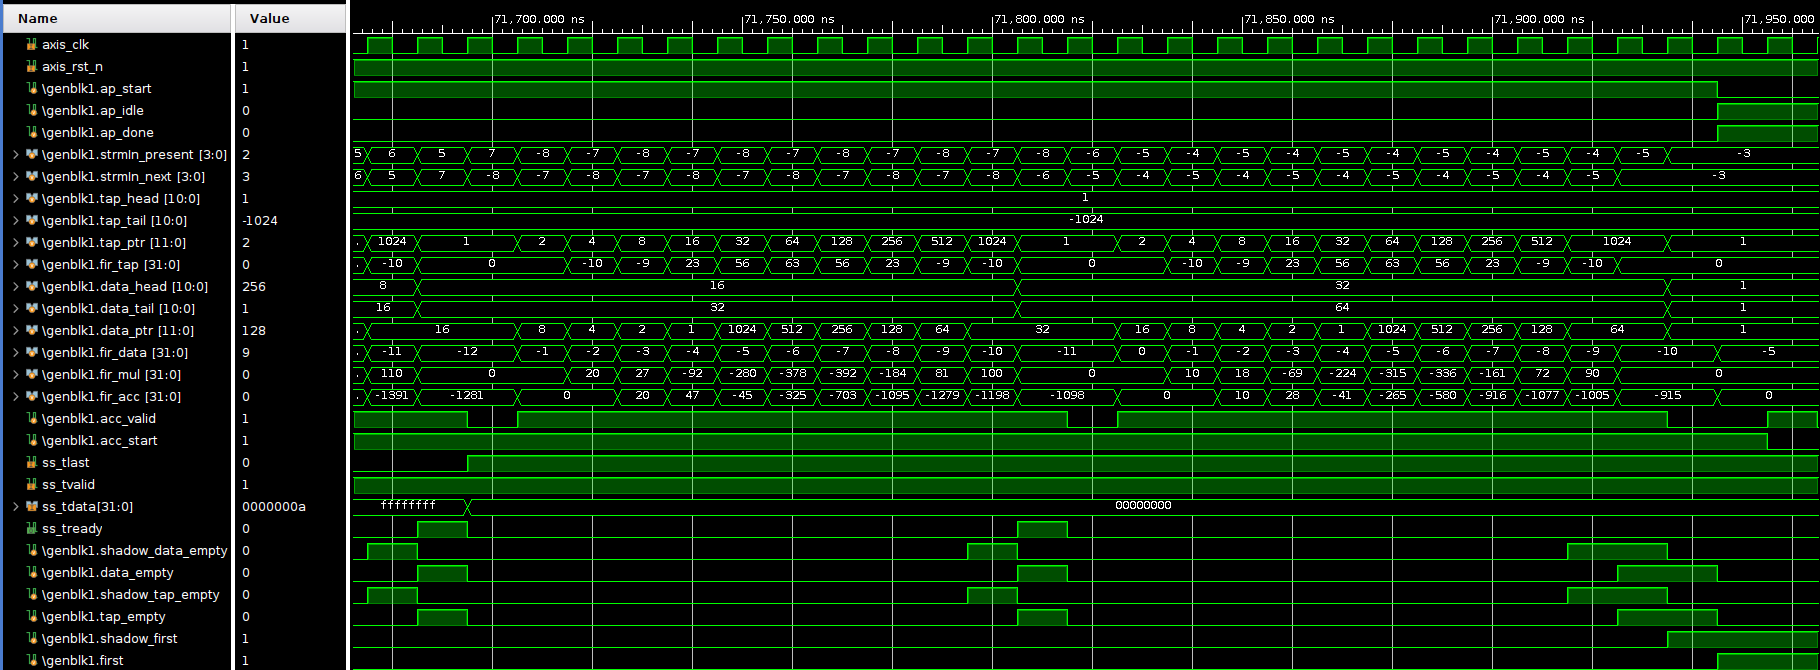 Name Value 71,700.000 ns 71,750.000 ns 71,800.000 ns 71,850.000 ns 71,900.000 ns 71,950.000
axis_clk 1
axis_rst_n 1
\genblk1.ap_start 1
\genblk1.ap_idle 0
\genblk1.ap_done 0
\genblk1.strmIn_present [3:0] 2 5 6 5 7 -8 -7 -8 -7 -8 -7 -8 -7 -8 -6 -5 -4 -5 -4 -5 -4 -5 -4 -5 -4 -5 -3
\genblk1.strmIn_next [3:0] 3 6 5 7 -8 -7 -8 -7 -8 -7 -8 -7 -8 -6 -5 -4 -5 -4 -5 -4 -5 -4 -5 -4 -5 -3
\genblk1.tap_head [10:0] 1 1
\genblk1.tap_tail [10:0] -1024 -1024
\genblk1.tap_ptr [11:0] 2 . 1024 1 2 4 8 16 32 64 128 256 512 1024 1 2 4 8 16 32 64 128 256 512 1024 1
\genblk1.fir_tap [31:0] 0 . -10 0 -10 -9 23 56 63 56 23 -9 -10 0 -10 -9 23 56 63 56 23 -9 -10 0
\genblk1.data_head [10:0] 256 8 16 32 1
\genblk1.data_tail [10:0] 1 16 32 64 1
\genblk1.data_ptr [11:0] 128 . 16 8 4 2 1 1024 512 256 128 64 32 16 8 4 2 1 1024 512 256 128 64 1
\genblk1.fir_data [31:0] 9 . -11 -12 -1 -2 -3 -4 -5 -6 -7 -8 -9 -10 -11 0 -1 -2 -3 -4 -5 -6 -7 -8 -9 -10 -5
\genblk1.fir_mul [31:0] 0 . 110 0 20 27 -92 -280 -378 -392 -184 81 100 0 10 18 -69 -224 -315 -336 -161 72 90 0
\genblk1.fir_acc [31:0] 0 . -1391 -1281 0 20 47 -45 -325 -703 -1095 -1279 -1198 -1098 0 10 28 -41 -265 -580 -916 -1077 -1005 -915 0
\genblk1.acc_valid 1
\genblk1.acc_start 1
ss_tlast 0
ss_tvalid 1
ss_tdata[31:0] 0000000a ffffffff 00000000
ss_tready 0
\genblk1.shadow_data_empty 0
\genblk1.data_empty 0
\genblk1.shadow_tap_empty 0
\genblk1.tap_empty 0
\genblk1.shadow_first 1
\genblk1.first 1